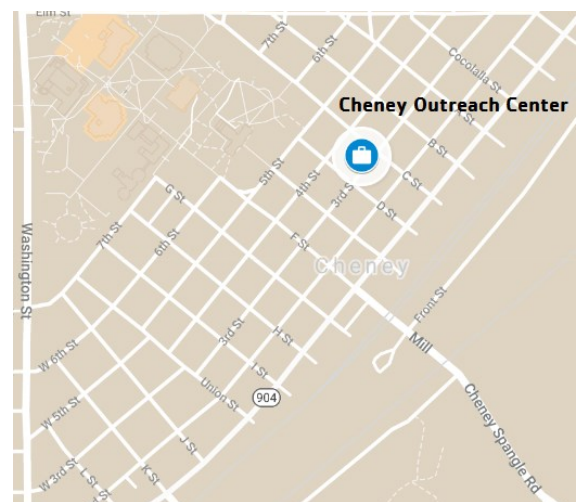 Elm St
7th St
6th St
Cocolalla St
Cheney Outreach Center
A St
B St
C St
5th St
4th St
3rd St
D St
G St
F St
7th St
6th St
Washington St
Cheney
Front St
3rd St
H St
Mill
I St
W 6th St
Union St
904
Cheney Spangle Rd
W 5th St
J St
W 3rd St
L St
K St